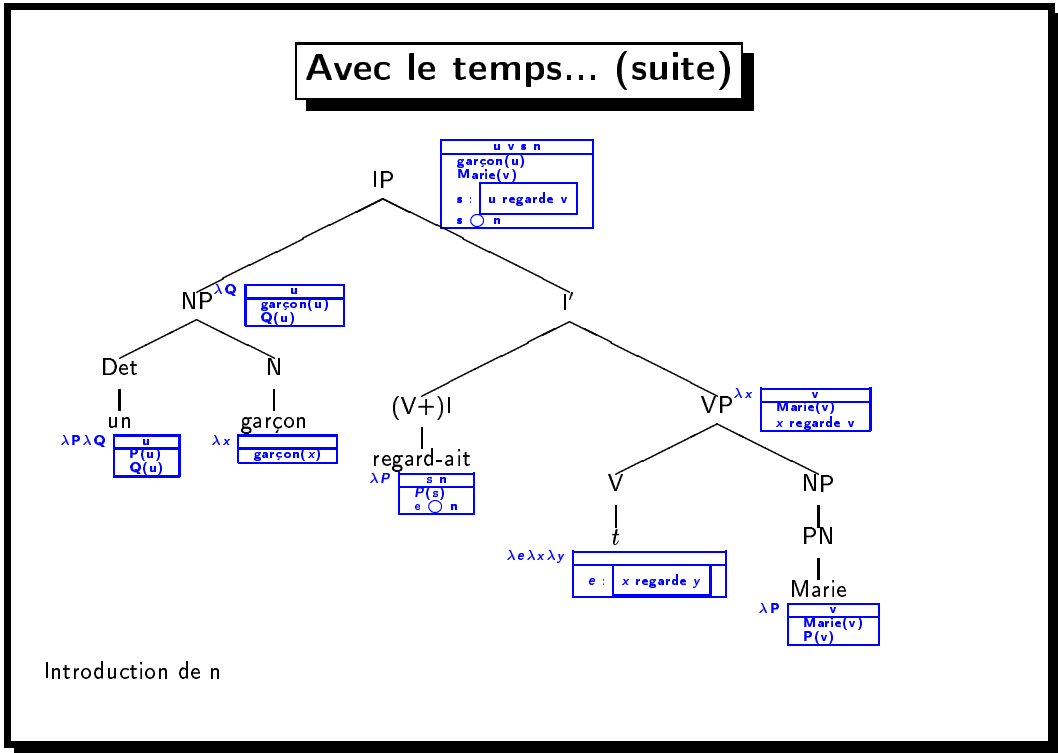 Avec le temps... (suite)
u v s n
garçon(u)
Marie(v)
IP
s : u regarde v
s ◯ n
NP λQ u
garçon(u)
Q(u)
I′
Det N
un garçon
λPλQ u
P(u)
Q(u)
λx
garçon(x)
(V+)I
regard-ait
λP s n
P(s)
e ◯ n
VP λx v
Marie(v)
x regarde v
V NP
t PN
λeλxλy
e : x regarde y
Marie
λP v
Marie(v)
P(v)
Introduction de n